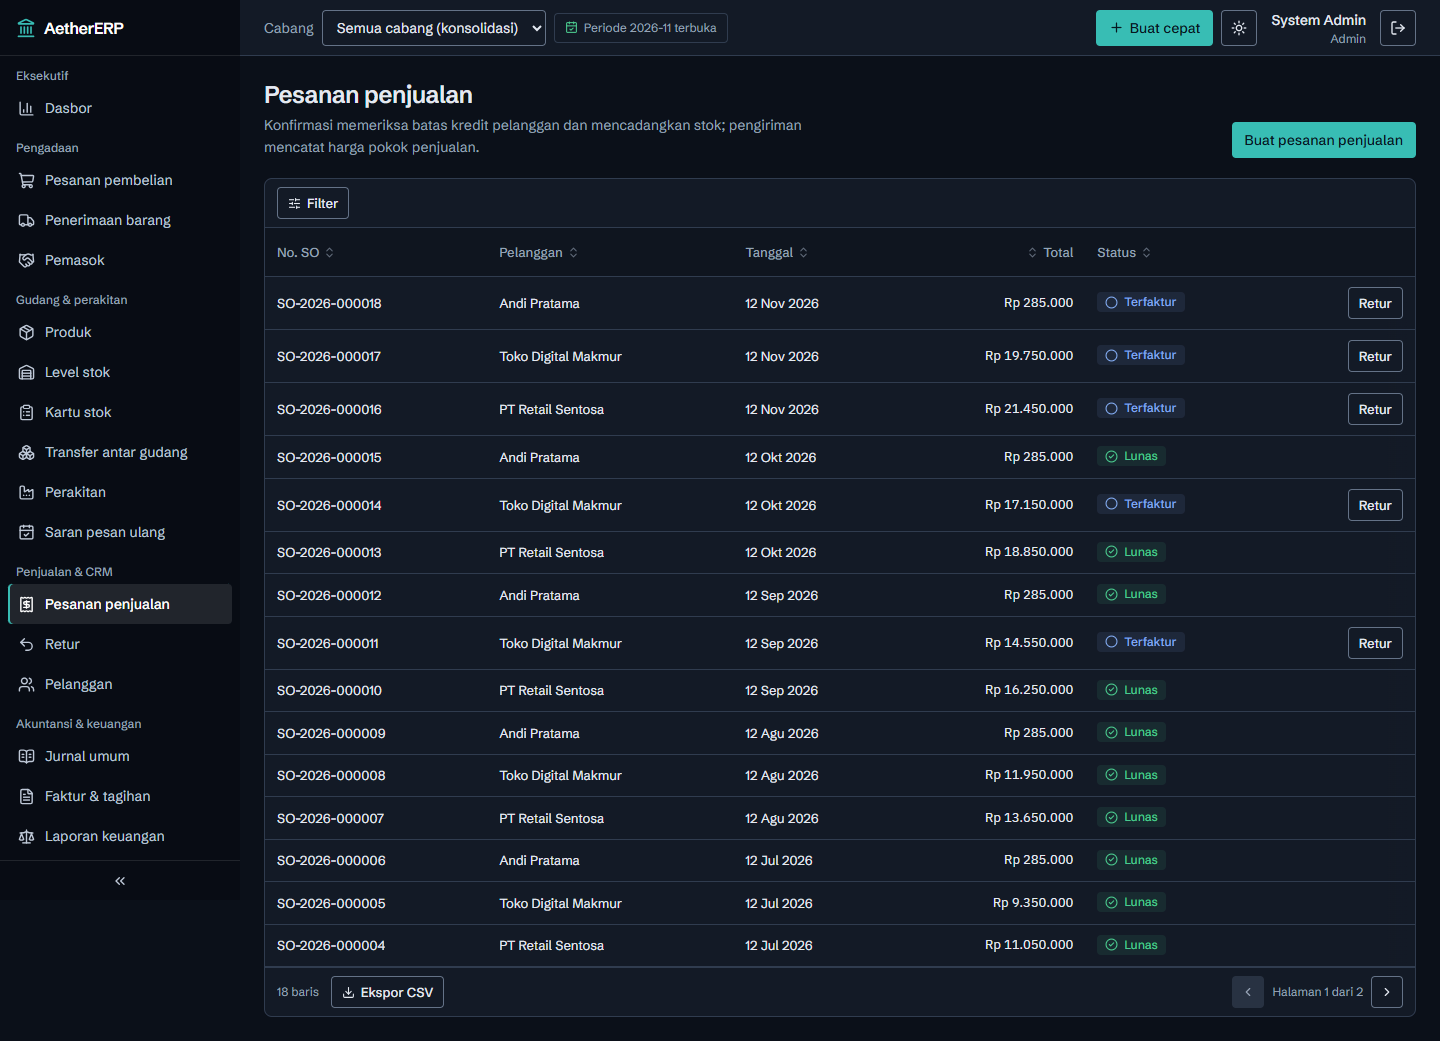 AetherERP
Cabang
Semua cabang (konsolidasi)
Periode 2026-11 terbuka
Buat cepat
System Admin
Admin
Eksekutif
Dasbor
Pengadaan
Pesanan pembelian
Penerimaan barang
Pemasok
Gudang & perakitan
Produk
Level stok
Kartu stok
Transfer antar gudang
Perakitan
Saran pesan ulang
Penjualan & CRM
Pesanan penjualan
Retur
Pelanggan
Akuntansi & keuangan
Jurnal umum
Faktur & tagihan
Laporan keuangan
Pesanan penjualan
Konfirmasi memeriksa batas kredit pelanggan dan mencadangkan stok; pengiriman
mencatat harga pokok penjualan.
Buat pesanan penjualan
Filter
No. SO Pelanggan Tanggal Total Status
SO-2026-000018 Andi Pratama 12 Nov 2026 Rp 285.000 Terfaktur Retur
SO-2026-000017 Toko Digital Makmur 12 Nov 2026 Rp 19.750.000 Terfaktur Retur
SO-2026-000016 PT Retail Sentosa 12 Nov 2026 Rp 21.450.000 Terfaktur Retur
SO-2026-000015 Andi Pratama 12 Okt 2026 Rp 285.000 Lunas
SO-2026-000014 Toko Digital Makmur 12 Okt 2026 Rp 17.150.000 Terfaktur Retur
SO-2026-000013 PT Retail Sentosa 12 Okt 2026 Rp 18.850.000 Lunas
SO-2026-000012 Andi Pratama 12 Sep 2026 Rp 285.000 Lunas
SO-2026-000011 Toko Digital Makmur 12 Sep 2026 Rp 14.550.000 Terfaktur Retur
SO-2026-000010 PT Retail Sentosa 12 Sep 2026 Rp 16.250.000 Lunas
SO-2026-000009 Andi Pratama 12 Agu 2026 Rp 285.000 Lunas
SO-2026-000008 Toko Digital Makmur 12 Agu 2026 Rp 11.950.000 Lunas
SO-2026-000007 PT Retail Sentosa 12 Agu 2026 Rp 13.650.000 Lunas
SO-2026-000006 Andi Pratama 12 Jul 2026 Rp 285.000 Lunas
SO-2026-000005 Toko Digital Makmur 12 Jul 2026 Rp 9.350.000 Lunas
SO-2026-000004 PT Retail Sentosa 12 Jul 2026 Rp 11.050.000 Lunas
18 baris
Ekspor CSV
Halaman 1 dari 2